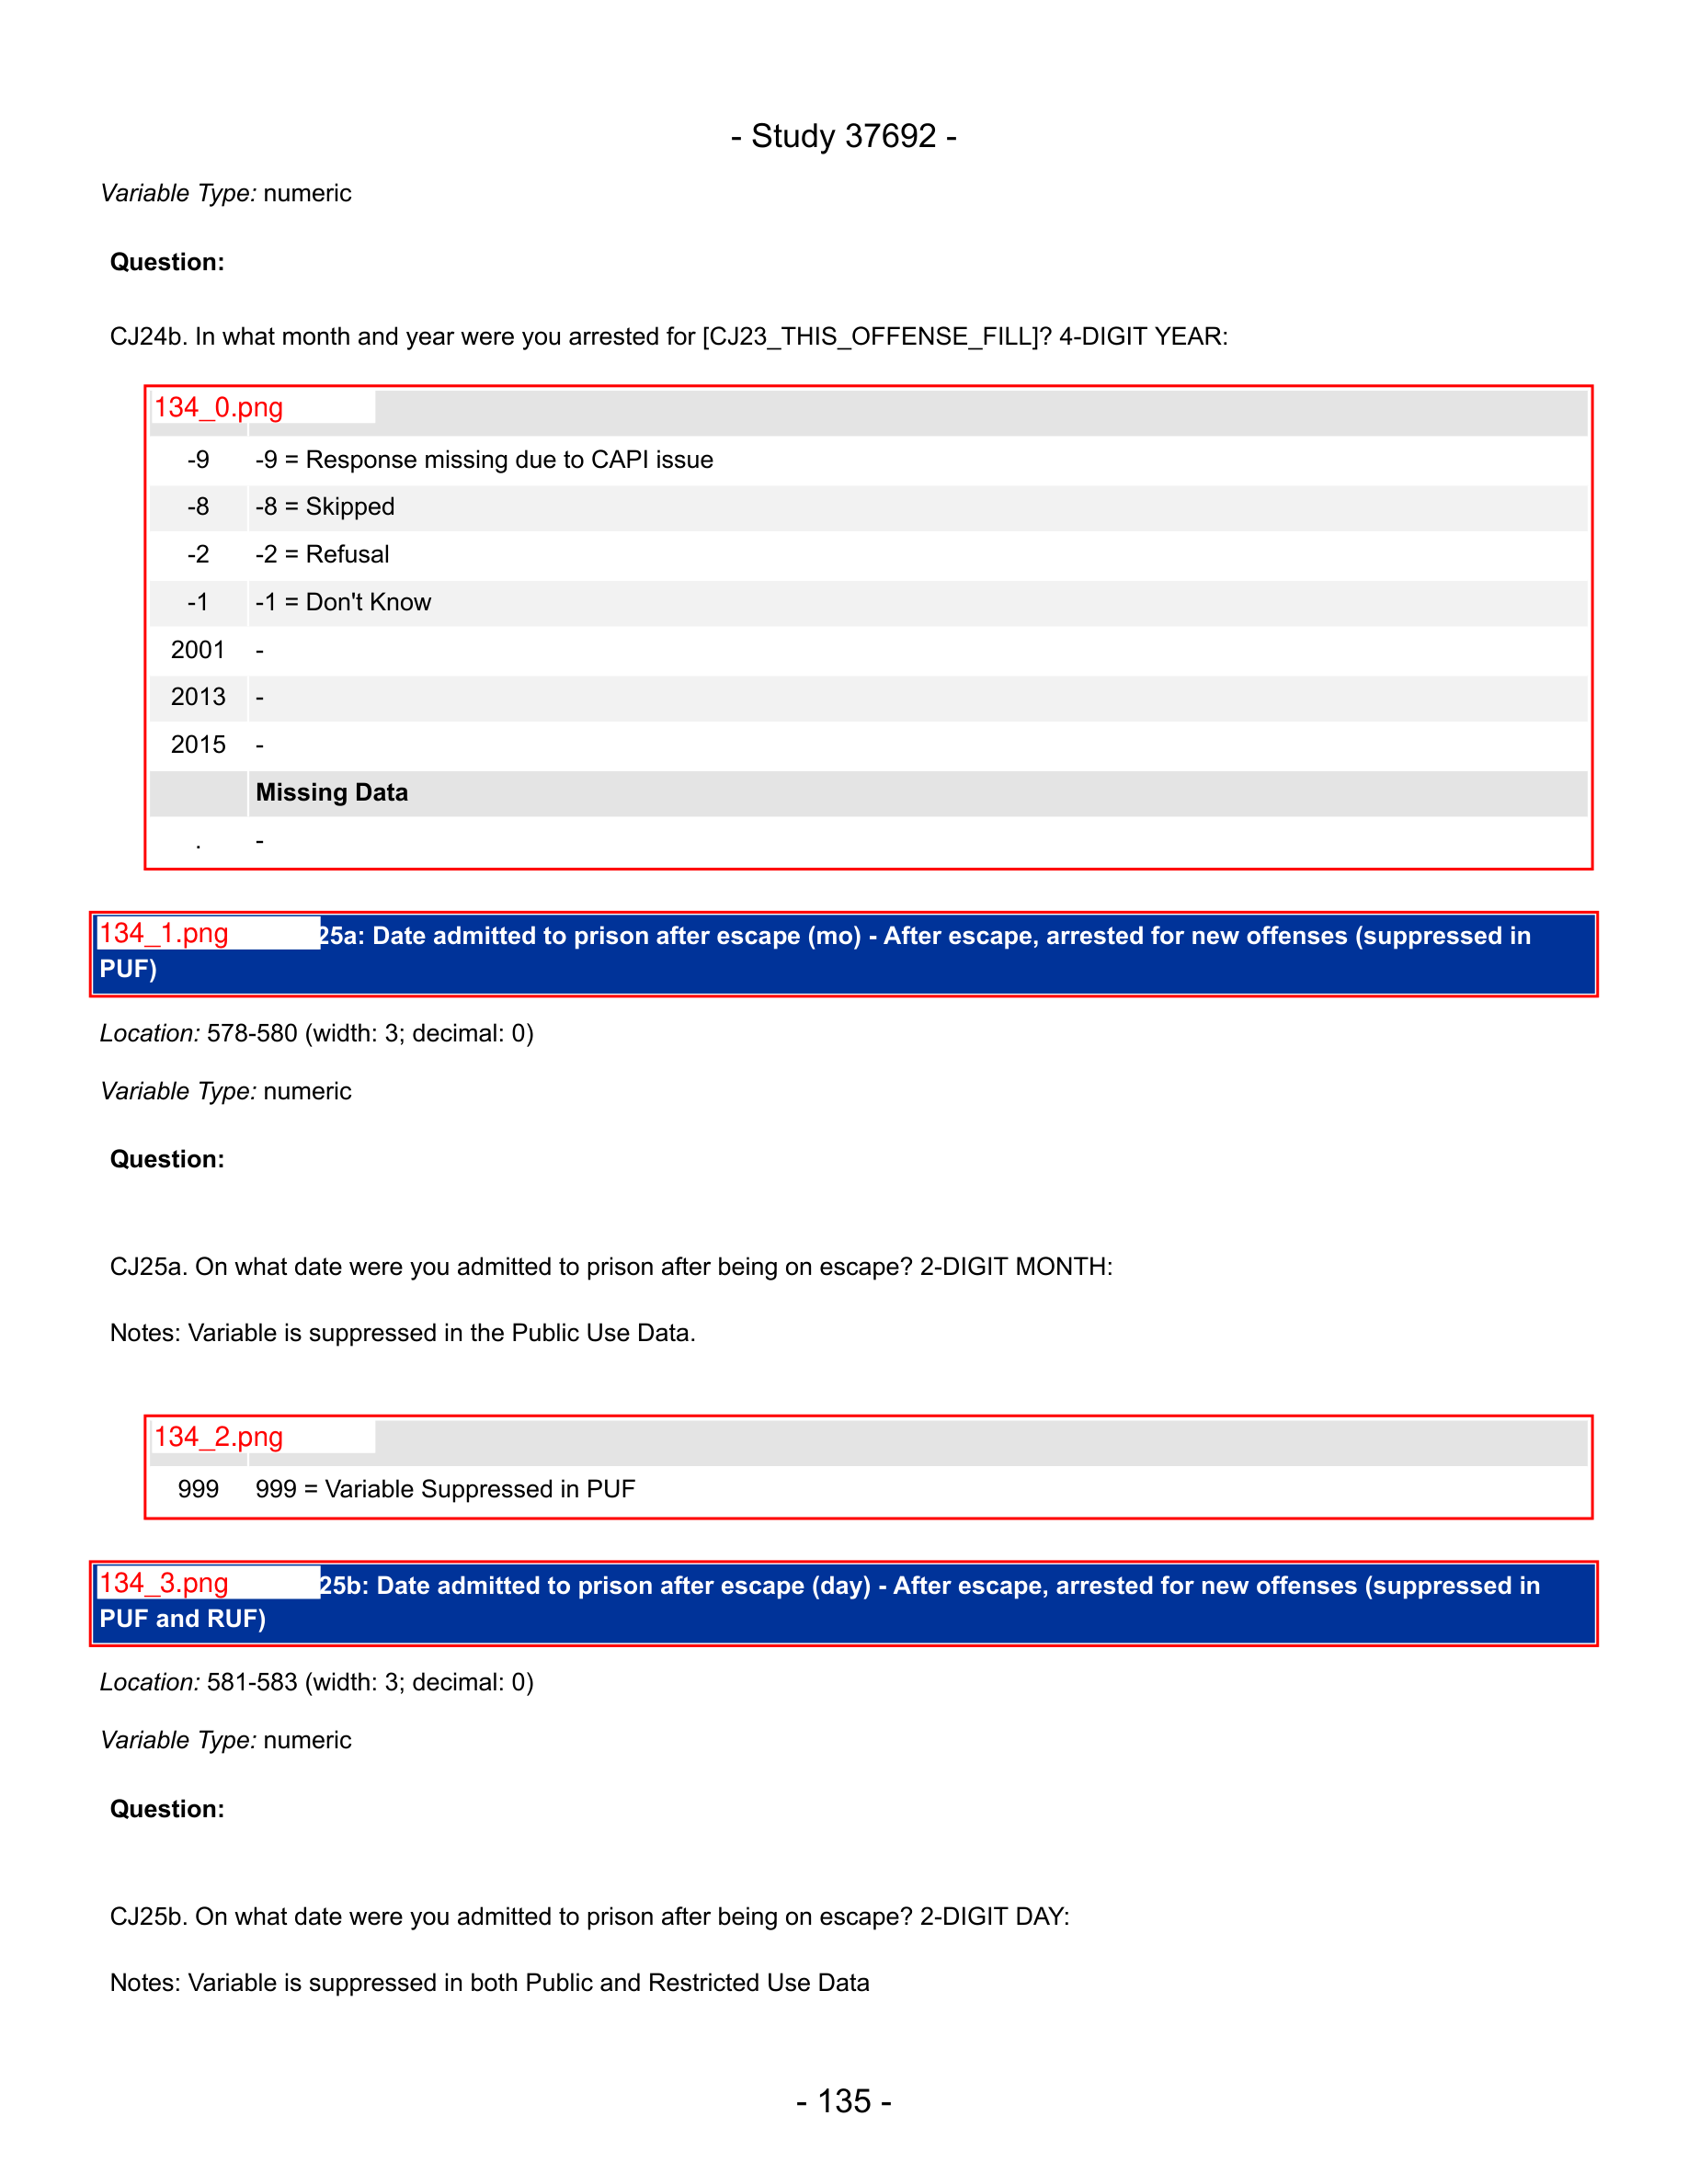 - Study 37692 -
Variable Type: numeric
Question:
CJ24b. In what month and year were you arrested for [CJ23_THIS_OFFENSE_FILL]? 4-DIGIT YEAR:
134_0.png
-9 -9 = Response missing due to CAPI issue
-8 -8 = Skipped
-2 -2 = Refusal
-1 -1 = Don't Know
2001 -
2013 -
2015 -
Missing Data
. -
134_1.png 25a: Date admitted to prison after escape (mo) - After escape, arrested for new offenses (suppressed in
PUF)
Location: 578-580 (width: 3; decimal: 0)
Variable Type: numeric
Question:
CJ25a. On what date were you admitted to prison after being on escape? 2-DIGIT MONTH:
Notes: Variable is suppressed in the Public Use Data.
134_2.png
999 999 = Variable Suppressed in PUF
134_3.png 25b: Date admitted to prison after escape (day) - After escape, arrested for new offenses (suppressed in
PUF and RUF)
Location: 581-583 (width: 3; decimal: 0)
Variable Type: numeric
Question:
CJ25b. On what date were you admitted to prison after being on escape? 2-DIGIT DAY:
Notes: Variable is suppressed in both Public and Restricted Use Data
- 135 -